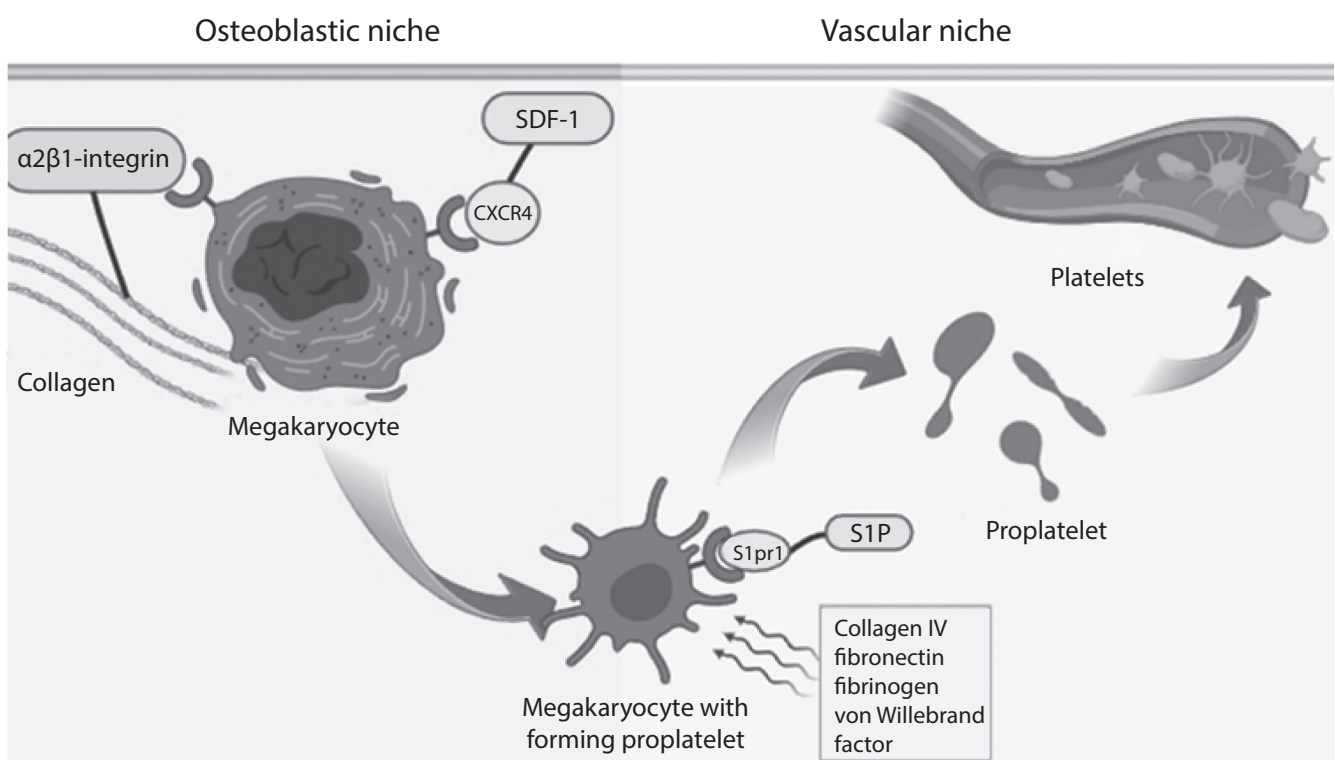 Osteoblastic niche
Vascular niche
SDF-1
α2β1-integrin
CXCR4
Platelets
Collagen
Megakaryocyte
S1P
S1pr1
Proplatelet
Collagen IV
fibronectin
fibrinogen
von Willebrand
factor
Megakaryocyte with
forming proplatelet